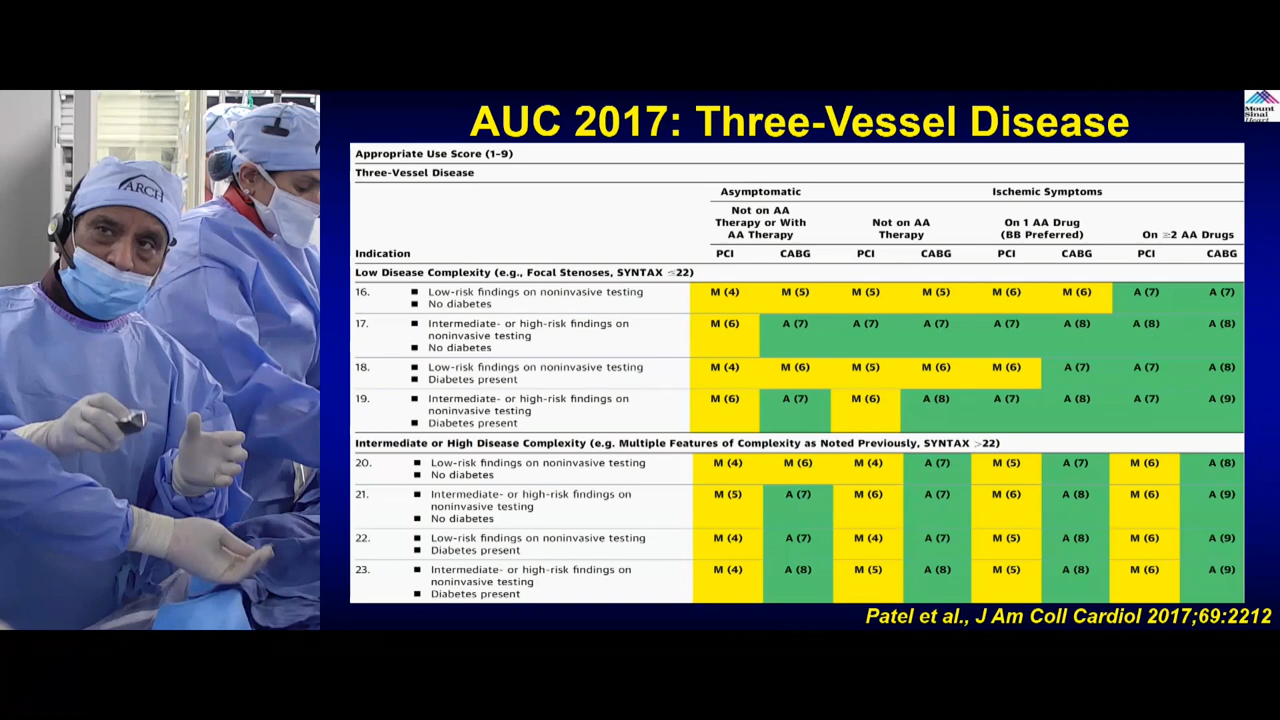 AUC 2017: Three-Vessel Disease
Mount
Sinai
Heart
ARCH
Appropriate Use Score (1–9)
Three-Vessel Disease
Asymptomatic Ischemic Symptoms
Not on AA Therapy or With AA Therapy Not on AA Therapy On 1 AA Drug (BB Preferred) On ≥2 AA Drugs
Indication PCI CABG PCI CABG PCI CABG PCI CABG
Low Disease Complexity (e.g., Focal Stenoses, SYNTAX ≤22)
16. ■ Low-risk findings on noninvasive testing M (4) M (5) M (5) M (5) M (6) M (6) A (7) A (7)
■ No diabetes
17. ■ Intermediate- or high-risk findings on M (6) A (7) A (7) A (7) A (7) A (8) A (8) A (8)
noninvasive testing
■ No diabetes
18. ■ Low-risk findings on noninvasive testing M (4) M (6) M (5) M (6) M (6) A (7) A (7) A (8)
■ Diabetes present
19. ■ Intermediate- or high-risk findings on M (6) A (7) M (6) A (8) A (7) A (8) A (7) A (9)
noninvasive testing
■ Diabetes present
Intermediate or High Disease Complexity (e.g. Multiple Features of Complexity as Noted Previously, SYNTAX >22)
20. ■ Low-risk findings on noninvasive testing M (4) M (6) M (4) A (7) M (5) A (7) M (6) A (8)
■ No diabetes
21. ■ Intermediate- or high-risk findings on M (5) A (7) M (6) A (7) M (6) A (8) M (6) A (9)
noninvasive testing
■ No diabetes
22. ■ Low-risk findings on noninvasive testing M (4) A (7) M (4) A (7) M (5) A (8) M (6) A (9)
■ Diabetes present
23. ■ Intermediate- or high-risk findings on M (4) A (8) M (5) A (8) M (5) A (8) M (6) A (9)
noninvasive testing
■ Diabetes present
Patel et al., J Am Coll Cardiol 2017;69:2212